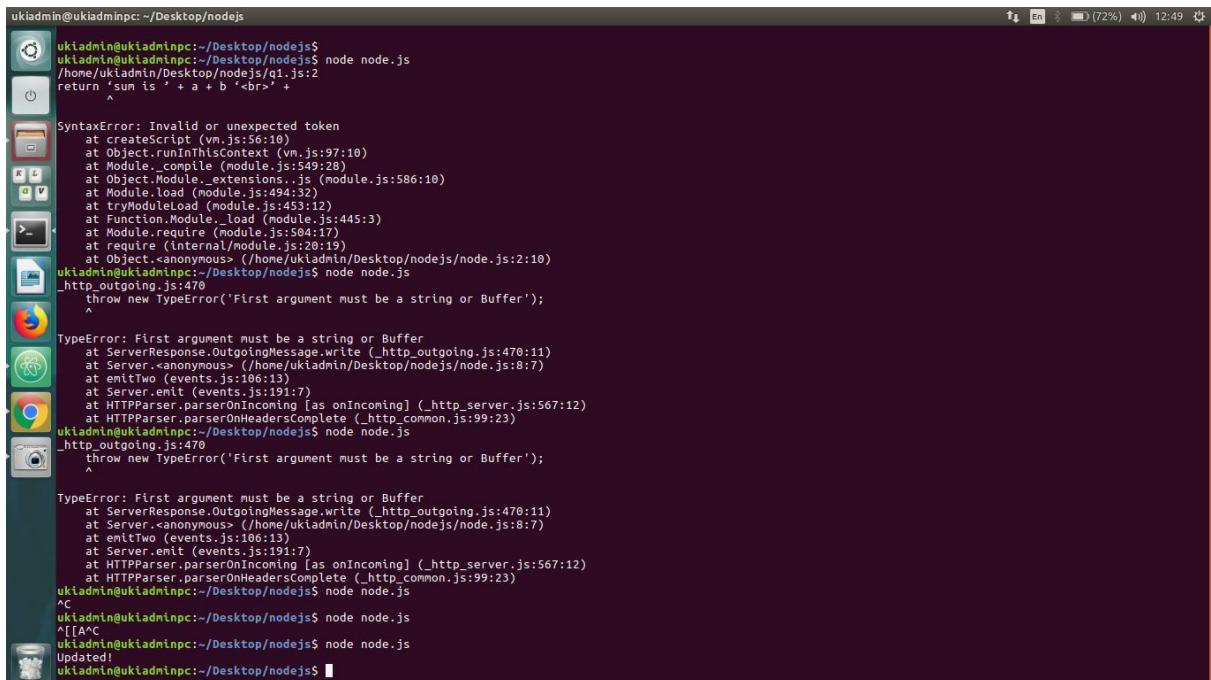 ukiadmin@ukiadminpc: ~/Desktop/nodejs
En (72%) 12:49
ukiadmin@ukiadminpc:~/Desktop/nodejs$
ukiadmin@ukiadminpc:~/Desktop/nodejs$ node node.js
/home/ukiadmin/Desktop/nodejs/q1.js:2
return ‘sum is ’ + a + b ‘<br>’ +
^
SyntaxError: Invalid or unexpected token
at createScript (vm.js:56:10)
at Object.runInThisContext (vm.js:97:10)
at Module._compile (module.js:549:28)
at Object.Module._extensions..js (module.js:586:10)
at Module.load (module.js:494:32)
at tryModuleLoad (module.js:453:12)
at Function.Module._load (module.js:445:3)
at Module.require (module.js:504:17)
at require (internal/module.js:20:19)
at Object.<anonymous> (/home/ukiadmin/Desktop/nodejs/node.js:2:10)
ukiadmin@ukiadminpc:~/Desktop/nodejs$ node node.js
_http_outgoing.js:470
throw new TypeError('First argument must be a string or Buffer');
^
TypeError: First argument must be a string or Buffer
at ServerResponse.OutgoingMessage.write (_http_outgoing.js:470:11)
at Server.<anonymous> (/home/ukiadmin/Desktop/nodejs/node.js:8:7)
at emitTwo (events.js:106:13)
at Server.emit (events.js:191:7)
at HTTPParser.parserOnIncoming [as onIncoming] (_http_server.js:567:12)
at HTTPParser.parserOnHeadersComplete (_http_common.js:99:23)
ukiadmin@ukiadminpc:~/Desktop/nodejs$ node node.js
_http_outgoing.js:470
throw new TypeError('First argument must be a string or Buffer');
^
TypeError: First argument must be a string or Buffer
at ServerResponse.OutgoingMessage.write (_http_outgoing.js:470:11)
at Server.<anonymous> (/home/ukiadmin/Desktop/nodejs/node.js:8:7)
at emitTwo (events.js:106:13)
at Server.emit (events.js:191:7)
at HTTPParser.parserOnIncoming [as onIncoming] (_http_server.js:567:12)
at HTTPParser.parserOnHeadersComplete (_http_common.js:99:23)
ukiadmin@ukiadminpc:~/Desktop/nodejs$ node node.js
^C
ukiadmin@ukiadminpc:~/Desktop/nodejs$ node node.js
^[[A^C
ukiadmin@ukiadminpc:~/Desktop/nodejs$ node node.js
Updated!
ukiadmin@ukiadminpc:~/Desktop/nodejs$
K L
a V
>_